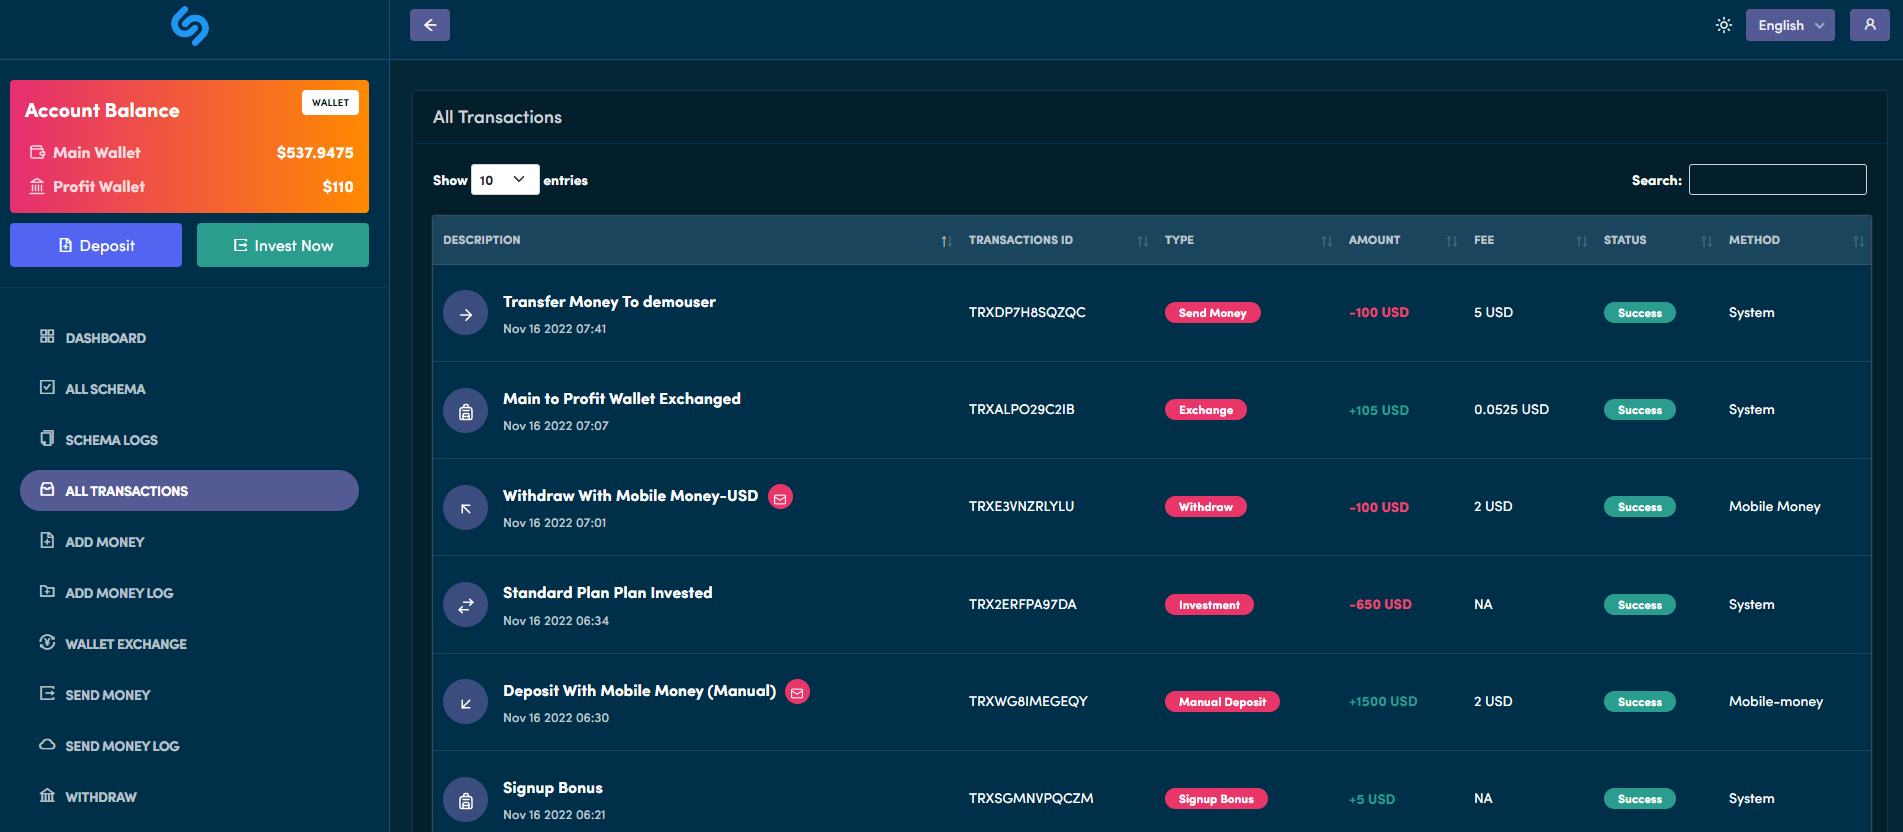 English
Account Balance
WALLET
Main Wallet $537.9475
Profit Wallet $110
Deposit
Invest Now
DASHBOARD
ALL SCHEMA
SCHEMA LOGS
ALL TRANSACTIONS
ADD MONEY
ADD MONEY LOG
WALLET EXCHANGE
SEND MONEY
SEND MONEY LOG
WITHDRAW
All Transactions
Show 10 entries
Search:
DESCRIPTION TRANSACTIONS ID TYPE AMOUNT FEE STATUS METHOD
Transfer Money To demouser
Nov 16 2022 07:41
TRXDP7H8SQZQC Send Money -100 USD 5 USD Success System
Main to Profit Wallet Exchanged
Nov 16 2022 07:07
TRXALPO29C2IB Exchange +105 USD 0.0525 USD Success System
Withdraw With Mobile Money-USD
Nov 16 2022 07:01
TRXE3VNZRLYLU Withdraw -100 USD 2 USD Success Mobile Money
Standard Plan Plan Invested
Nov 16 2022 06:34
TRX2ERFPA97DA Investment -650 USD NA Success System
Deposit With Mobile Money (Manual)
Nov 16 2022 06:30
TRXWG8IMEGEQY Manual Deposit +1500 USD 2 USD Success Mobile-money
Signup Bonus
Nov 16 2022 06:21
TRXSGMNVPQCZM Signup Bonus +5 USD NA Success System